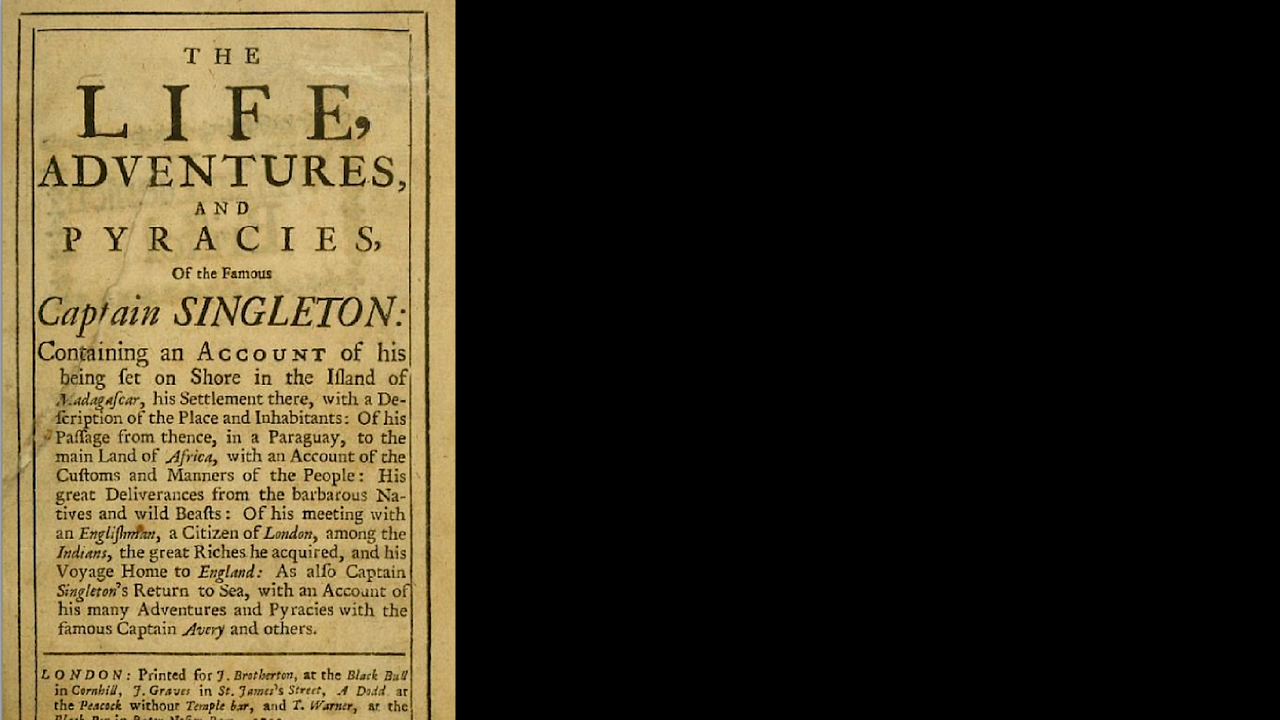 THE
LIFE,
ADVENTURES,
AND
PYRACIES,
Of the Famous
Captain SINGLETON:
Containing an ACCOUNT of his
being ſet on Shore in the Iſland of
Madagaſcar, his Settlement there, with a De-
ſcription of the Place and Inhabitants: Of his
Paſſage from thence, in a Paraguay, to the
main Land of Africa, with an Account of the
Cuſtoms and Manners of the People: His
great Deliverances from the barbarous Na-
tives and wild Beaſts: Of his meeting with
an Engliſhman, a Citizen of London, among the
Indians, the great Riches he acquired, and his
Voyage Home to England: As alſo Captain
Singleton's Return to Sea, with an Account of
his many Adventures and Pyracies with the
famous Captain Avery and others.
LONDON: Printed for J. Brotherton, at the Black Bull
in Cornhill, J. Graves in St. James's Street, A Dodd at
the Peacock without Temple bar, and T. Warner, at the